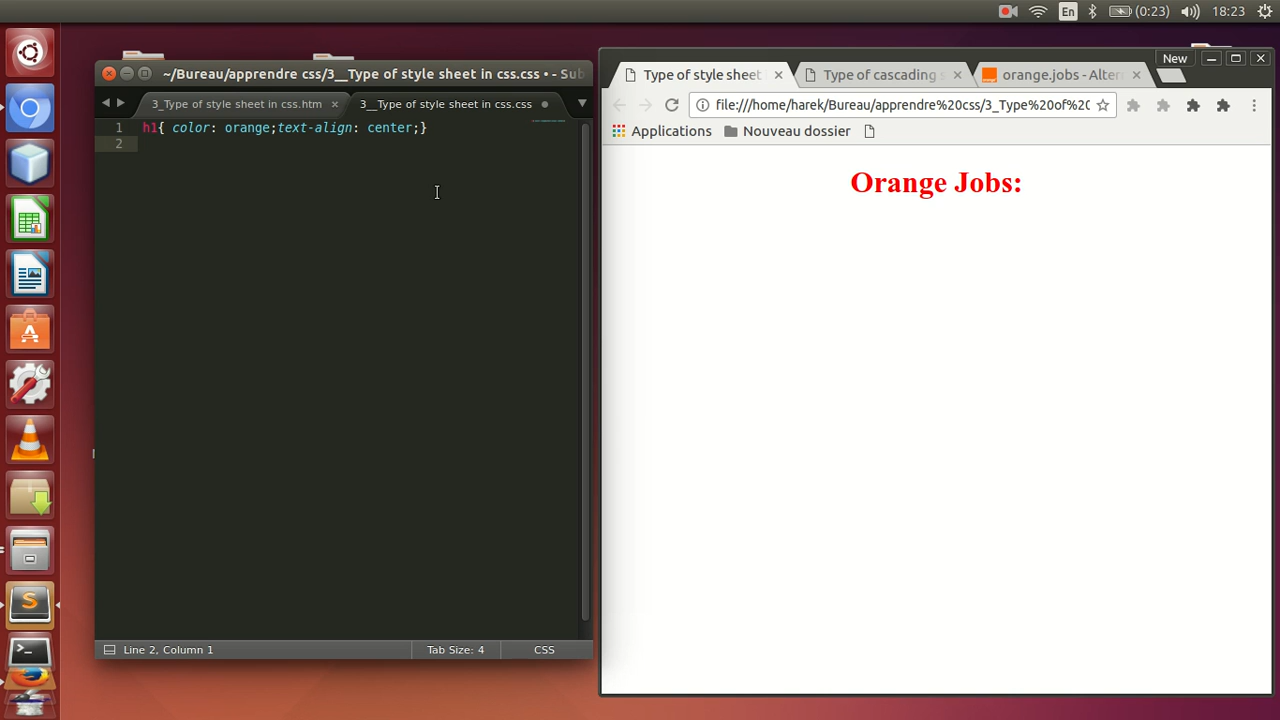 En (0:23) 18:23
~/Bureau/apprendre css/3__Type of style sheet in css.css • - Sub
3_Type of style sheet in css.htm × 3__Type of style sheet in css.css
1 h1{ color: orange;text-align: center;}
2
Line 2, Column 1 Tab Size: 4 CSS
New
Type of style sheet Type of cascading s orange.jobs - Alter
file:///home/harek/Bureau/apprendre%20css/3_Type%20of%20
Applications Nouveau dossier
Orange Jobs: